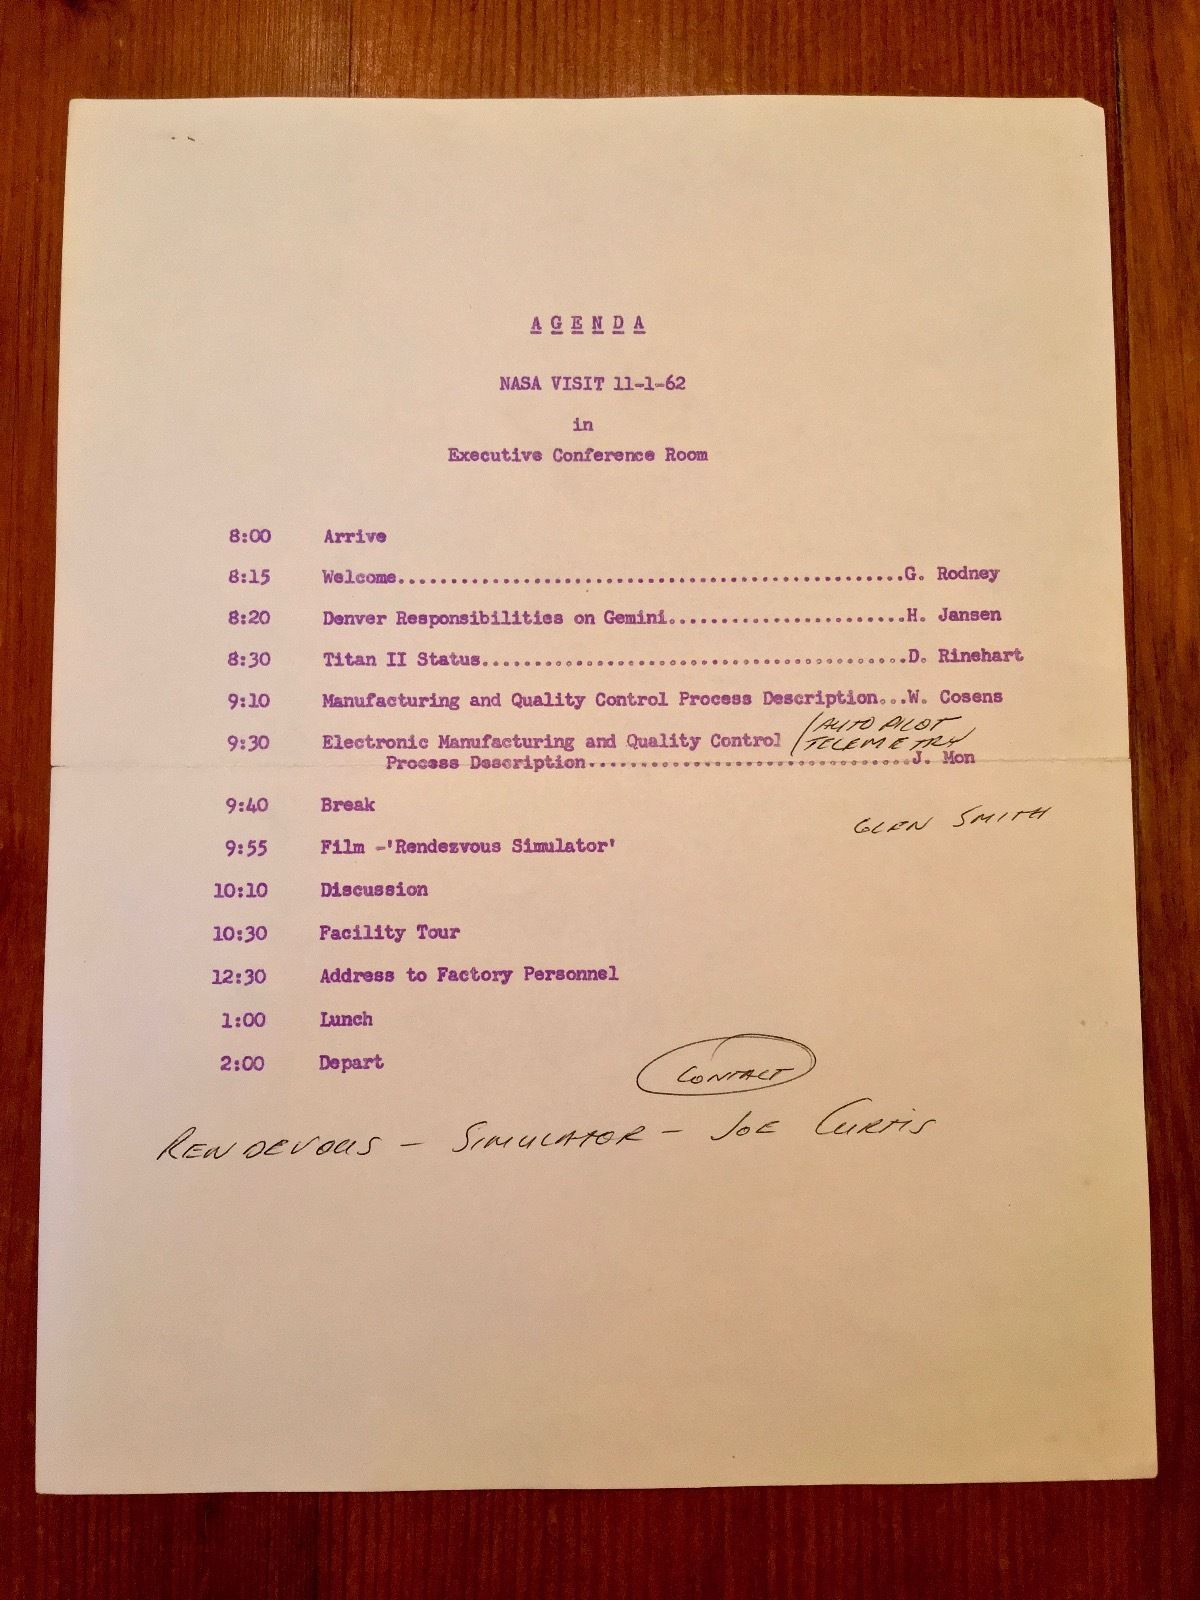 AGENDA
NASA VISIT 11-1-62
in
Executive Conference Room
8:00 Arrive
8:15 Welcome.................................................G. Rodney
8:20 Denver Responsibilities on Gemini.......................H. Jansen
8:30 Titan II Status.........................................D. Rinehart
9:10 Manufacturing and Quality Control Process Description...W. Cosens
(AUTO PILOT
9:30 Electronic Manufacturing and Quality Control (TELEMETRY
Process Description...............................J. Mon
9:40 Break
GLEN SMITH
9:55 Film -'Rendezvous Simulator'
10:10 Discussion
10:30 Facility Tour
12:30 Address to Factory Personnel
1:00 Lunch
2:00 Depart
CONTACT
RENDEVOUS - SIMULATOR - JOE CURTIS